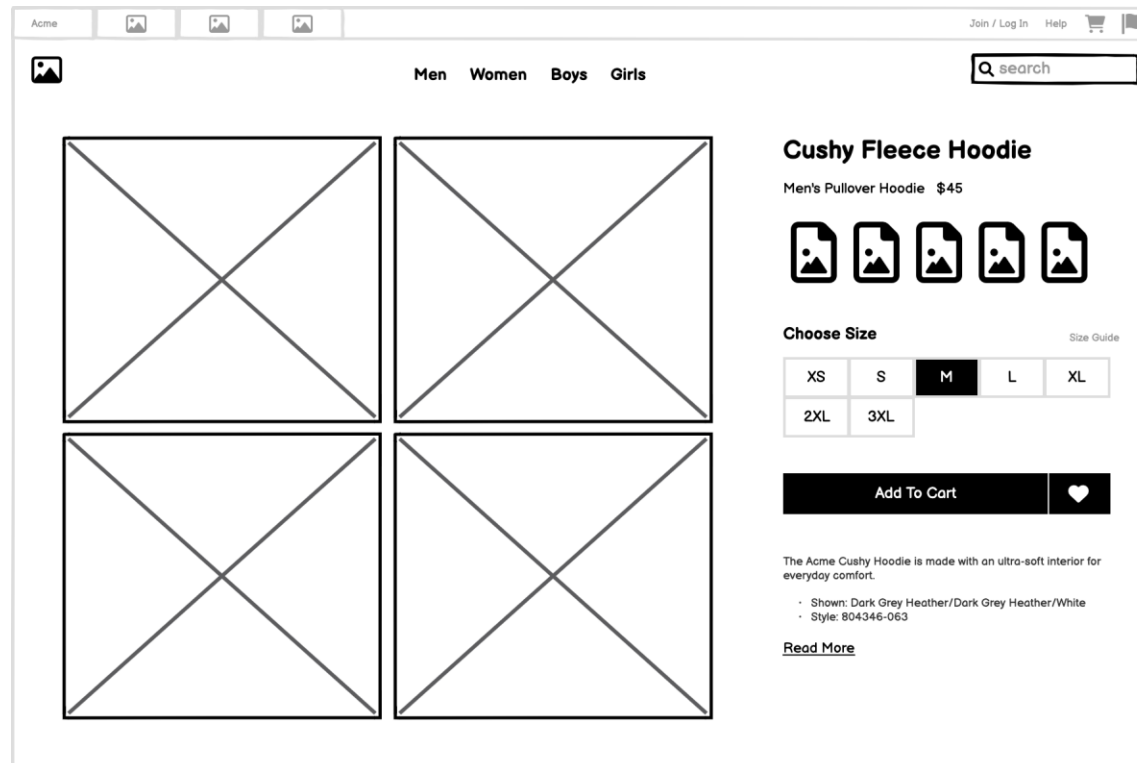 Acme
Join / Log In Help
Men Women Boys Girls
search
Cushy Fleece Hoodie
Men's Pullover Hoodie $45
Choose Size
Size Guide
XS S M L XL
2XL 3XL
Add To Cart
The Acme Cushy Hoodie is made with an ultra-soft interior for
everyday comfort.
· Shown: Dark Grey Heather/Dark Grey Heather/White
· Style: 804346-063
Read More